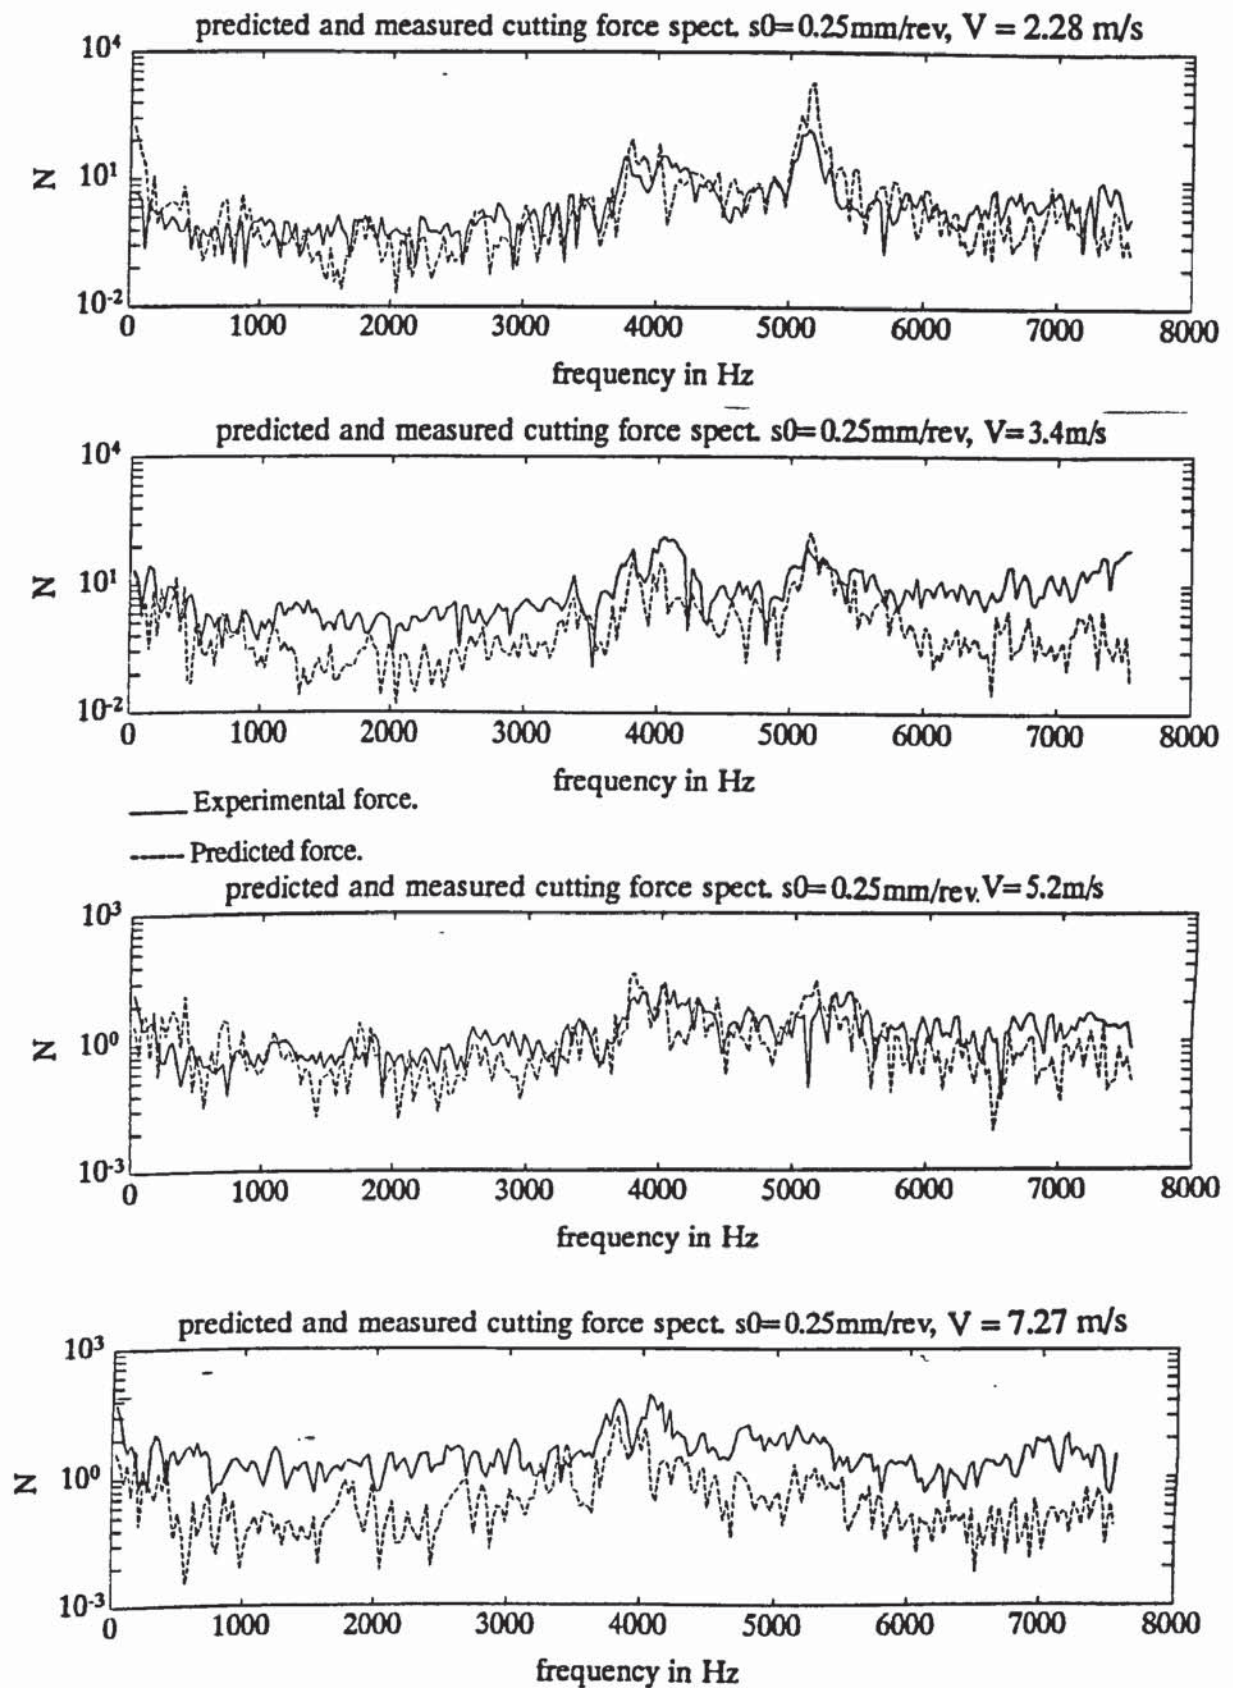 predicted and measured cutting force spect. s0=0.25mm/rev, V = 2.28 m/s
10⁴
N
10¹
10⁻²
0 1000 2000 3000 4000 5000 6000 7000 8000
frequency in Hz
predicted and measured cutting force spect. s0=0.25mm/rev, V=3.4m/s
10⁴
N
10¹
10⁻²
0 1000 2000 3000 4000 5000 6000 7000 8000
frequency in Hz
Experimental force.
Predicted force.
predicted and measured cutting force spect. s0=0.25mm/rev. V=5.2m/s
10³
N
10⁰
10⁻³
0 1000 2000 3000 4000 5000 6000 7000 8000
frequency in Hz
predicted and measured cutting force spect. s0=0.25mm/rev, V = 7.27 m/s
10³
N
10⁰
10⁻³
0 1000 2000 3000 4000 5000 6000 7000 8000
frequency in Hz